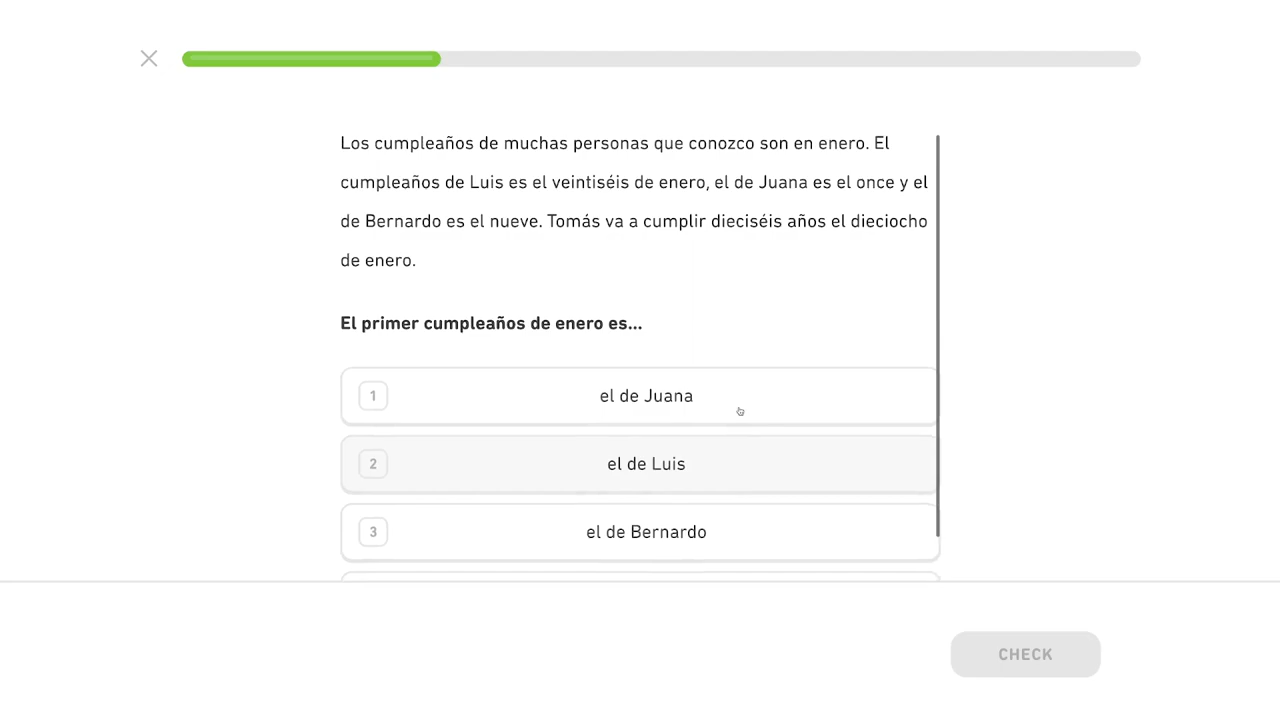 Los cumpleaños de muchas personas que conozco son en enero. El
cumpleaños de Luis es el veintiséis de enero, el de Juana es el once y el
de Bernardo es el nueve. Tomás va a cumplir dieciséis años el dieciocho
de enero.
El primer cumpleaños de enero es...
1 el de Juana
2 el de Luis
3 el de Bernardo
CHECK